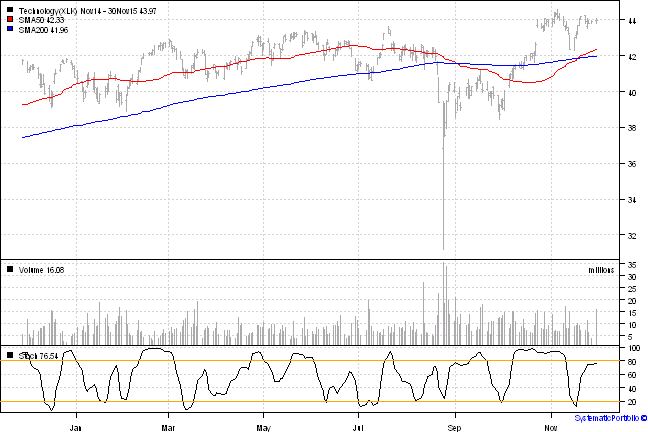 Technology(XLK) Nov14 - 30Nov15 43.97
SMA50 42.33
SMA200 41.96
44
42
40
38
36
34
32
Volume 16.08
millions
35
30
25
20
15
10
5
Stoch 76.54
100
80
60
40
20
Jan Mar May Jul Sep Nov
SystematicPortfolio ©